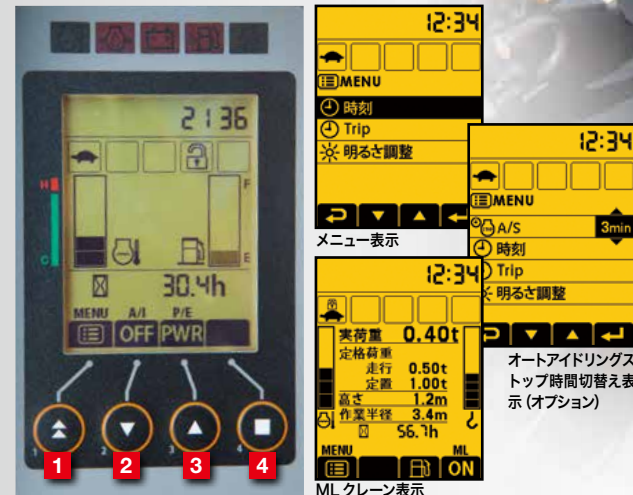 21:36
H
C
F
E
30.4h
MENU A/I P/E
OFF PWR
1 2 3 4
1 2 3 4
12:34
MENU
時刻
Trip
明るさ調整
メニュー表示
12:34
MENU
A/S 3min
時刻
Trip
明るさ調整
オートアイドリングス
トップ時間切替え表
示 (オプション)
12:34
実荷重 0.40t
定格荷重
走行 0.50t
定置 1.00t
高さ 1.2m
作業半径 3.4m
56.7h
MENU ML
ON
ML クレーン表示